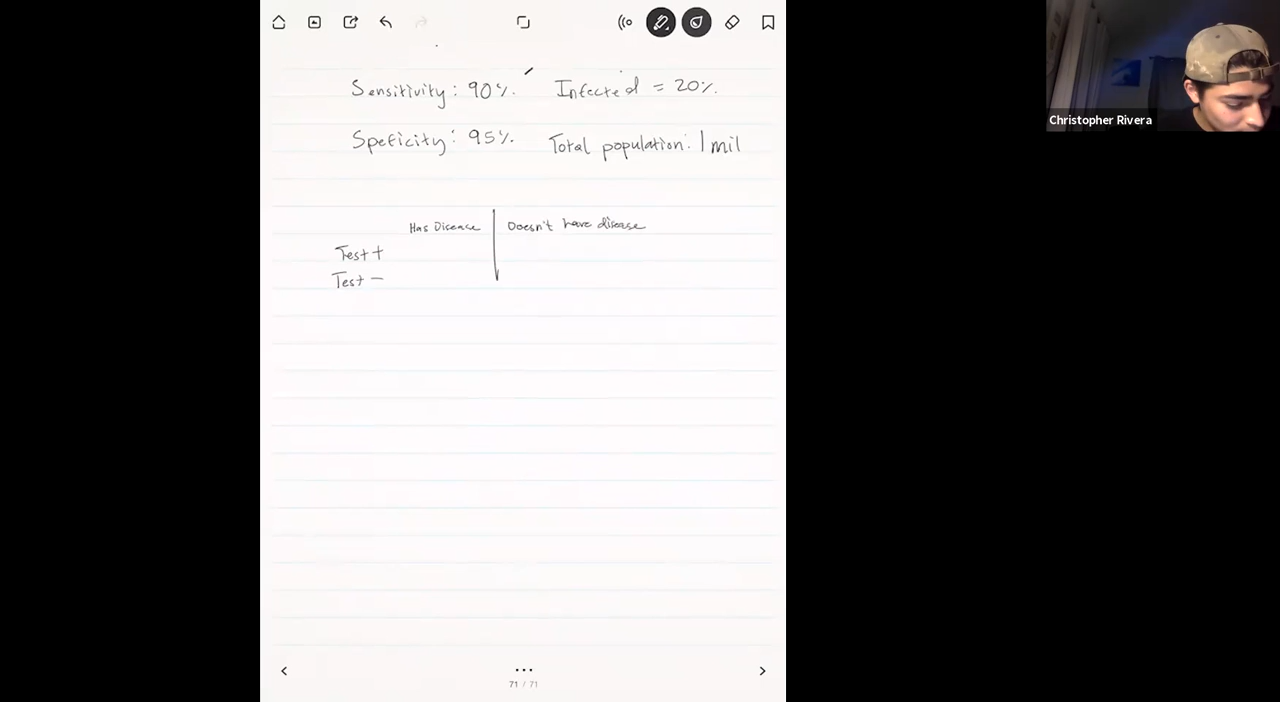 Sensitivity: 90% Infected = 20%.
Speficity: 95% Total population: 1 mil
Has Disease Doesn't have disease
Test +
Test -
71 / 71
Christopher Rivera